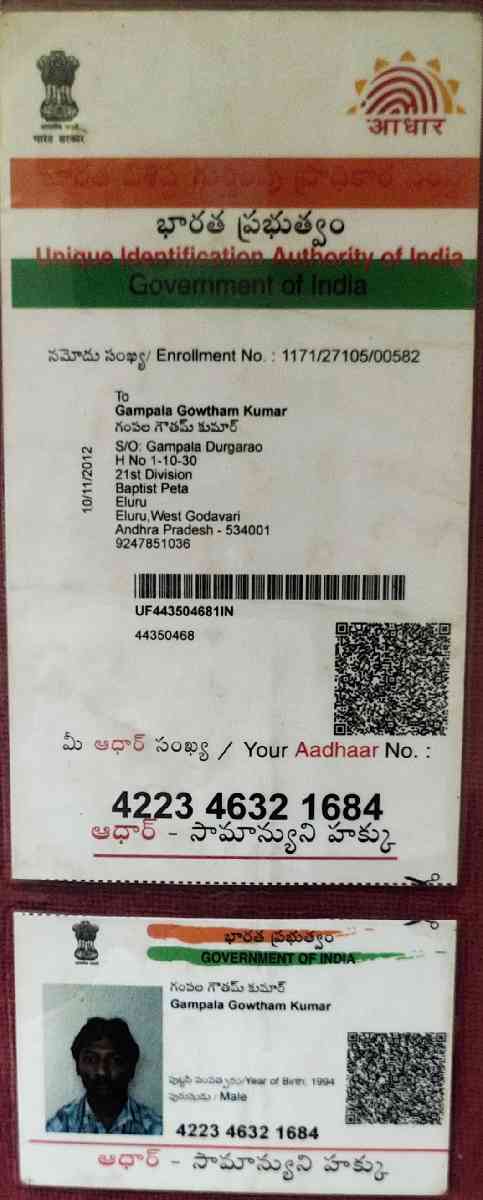 भारत सरकार
आधार
భారత ప్రభుత్వం
Unique Identification Authority of India
Government of India
నమోదు సంఖ్య/ Enrollment No. : 1171/27105/00582
To
Gampala Gowtham Kumar
గంపల గౌతమ్ కుమార్
S/O: Gampala Durgarao
H No 1-10-30
21st Division
Baptist Peta
Eluru
Eluru,West Godavari
Andhra Pradesh - 534001
9247851036
10/11/2012
UF443504681IN
44350468
మీ ఆధార్ సంఖ్య / Your Aadhaar No. :
4223 4632 1684
ఆధార్ - సామాన్యుని హక్కు
భారత ప్రభుత్వం
GOVERNMENT OF INDIA
గంపల గౌతమ్ కుమార్
Gampala Gowtham Kumar
పుట్టిన సంవత్సరం/Year of Birth: 1994
పురుషుడు / Male
4223 4632 1684
ఆధార్ - సామాన్యుని హక్కు